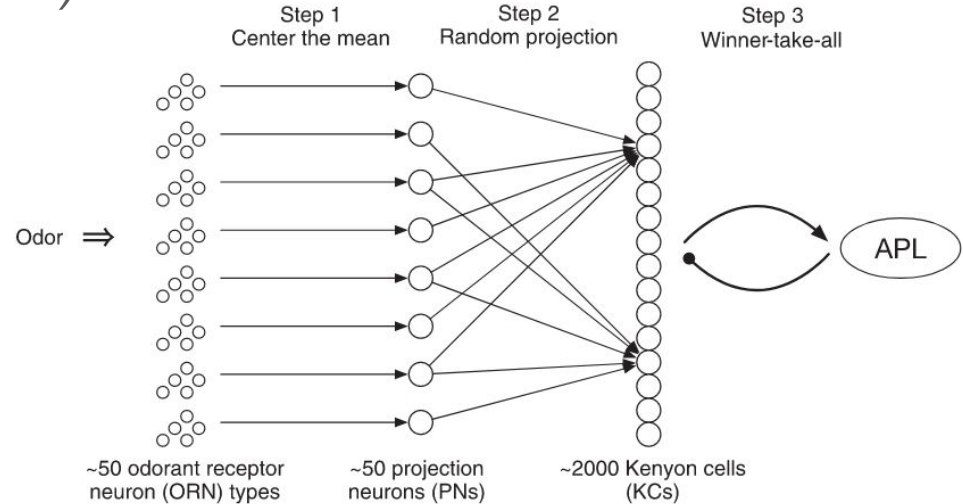 )
Step 1
Center the mean
Step 2
Random projection
Step 3
Winner-take-all
Odor ⇒
APL
~50 odorant receptor
neuron (ORN) types
~50 projection
neurons (PNs)
~2000 Kenyon cells
(KCs)